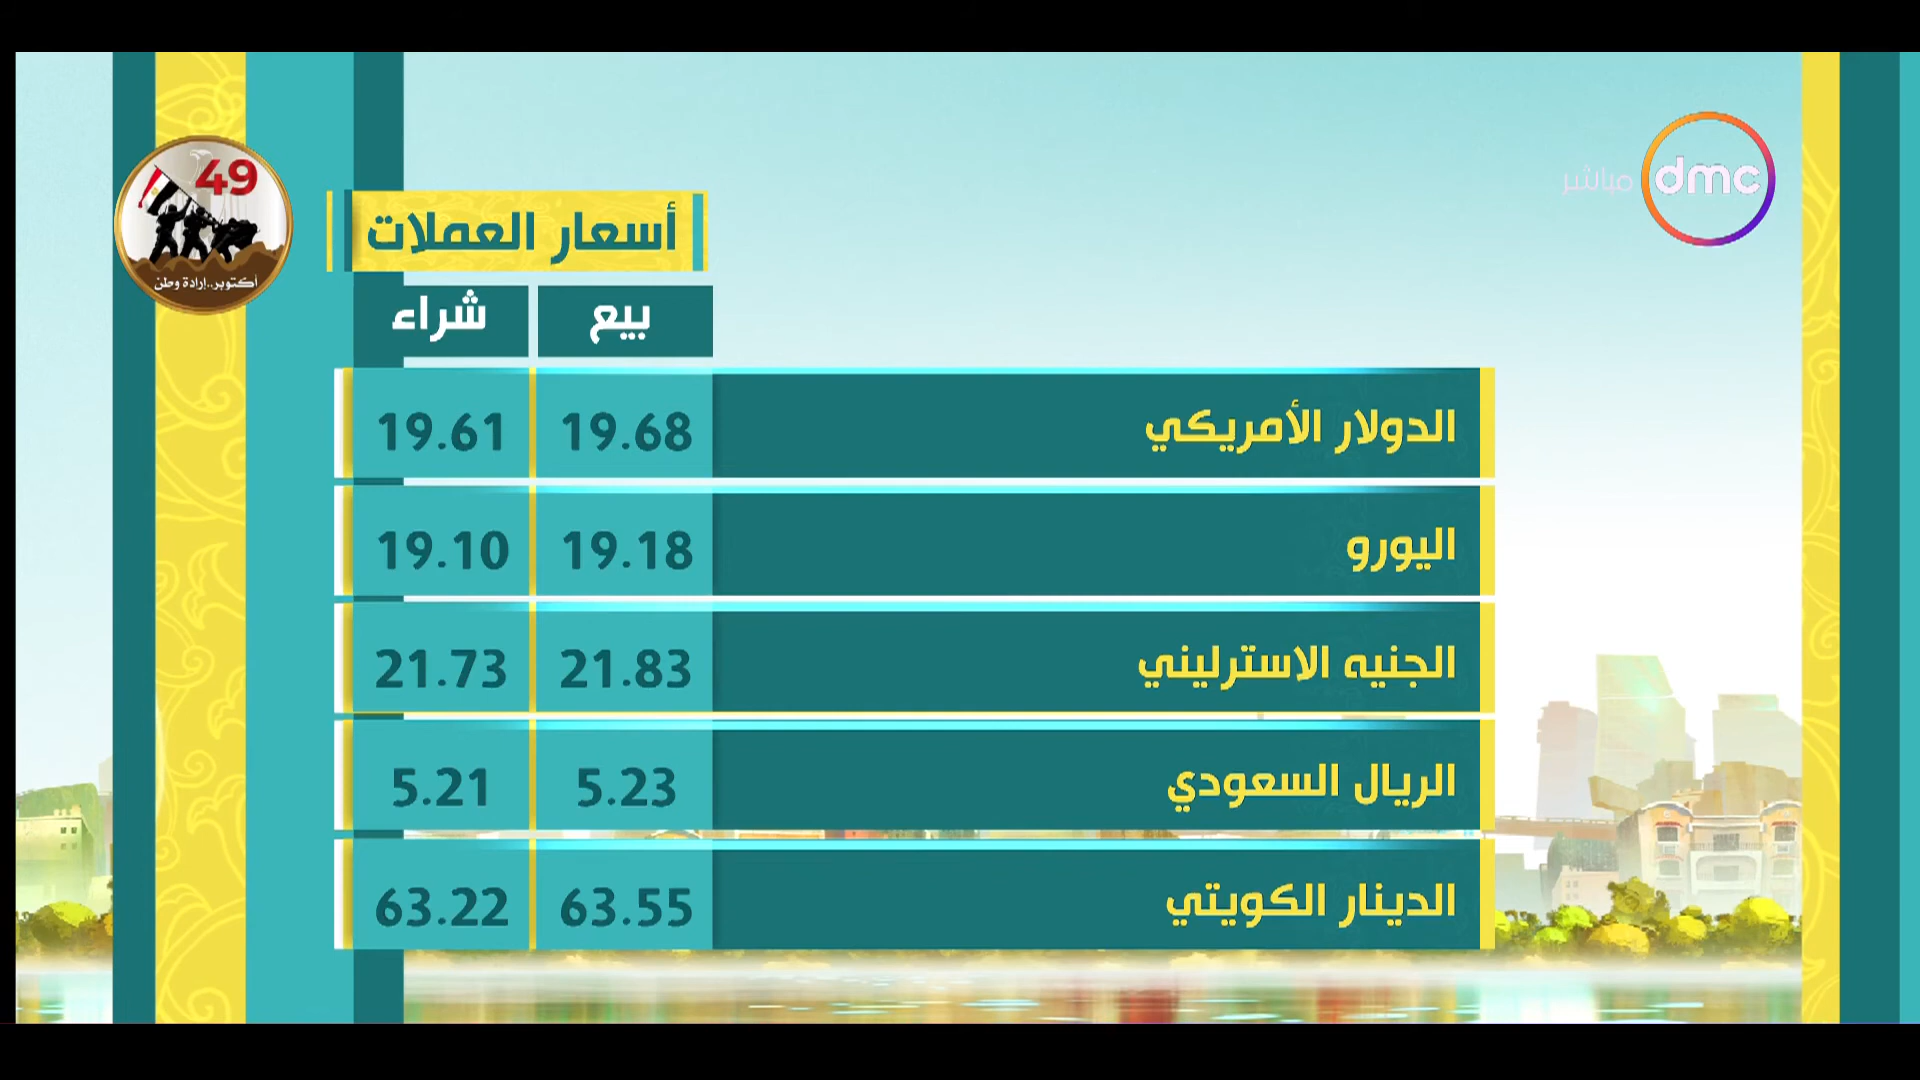 dmc مباشر
49
أكتوبر..إرادة وطن
أسعار العملات
بيع شراء
الدولار الأمريكي 19.68 19.61
اليورو 19.18 19.10
الجنيه الاسترليني 21.83 21.73
الريال السعودي 5.23 5.21
الدينار الكويتي 63.55 63.22